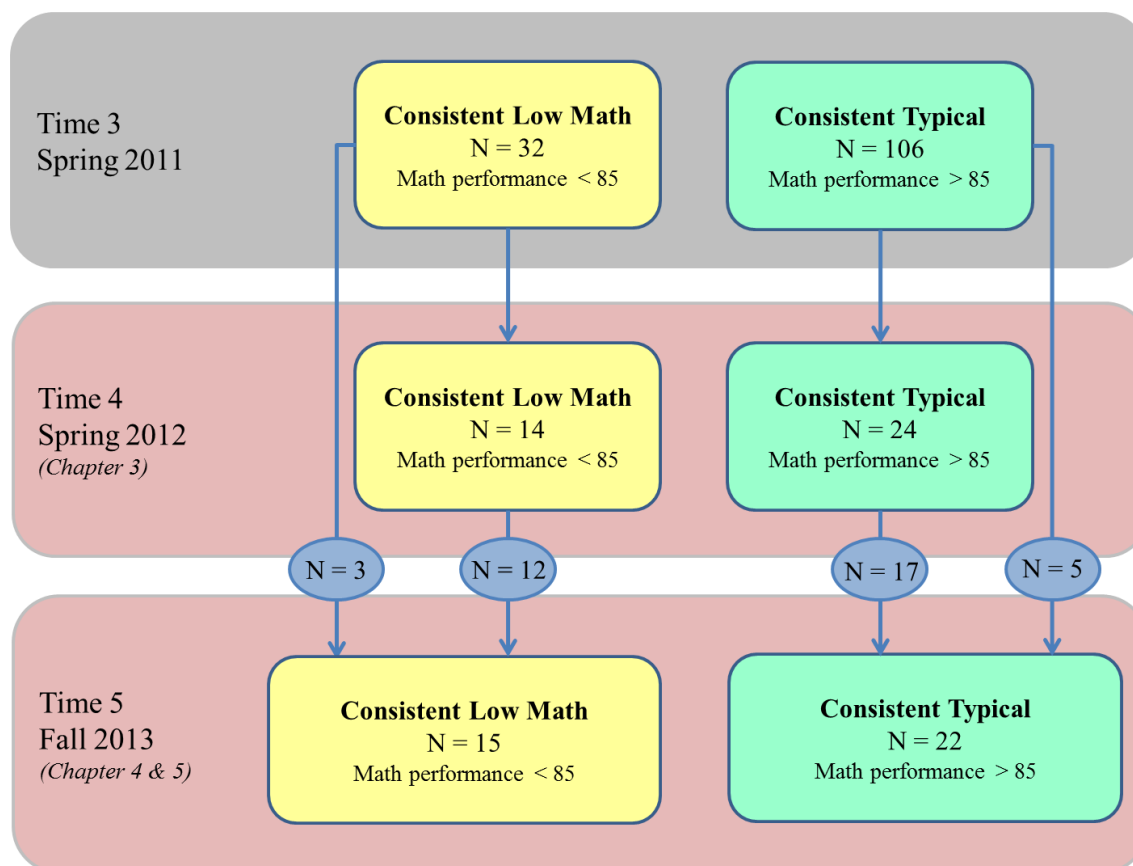 Time 3
Spring 2011
Consistent Low Math
N = 32
Math performance < 85
Consistent Typical
N = 106
Math performance > 85
Time 4
Spring 2012
(Chapter 3)
Consistent Low Math
N = 14
Math performance < 85
Consistent Typical
N = 24
Math performance > 85
N = 3
N = 12
N = 17
N = 5
Time 5
Fall 2013
(Chapter 4 & 5)
Consistent Low Math
N = 15
Math performance < 85
Consistent Typical
N = 22
Math performance > 85